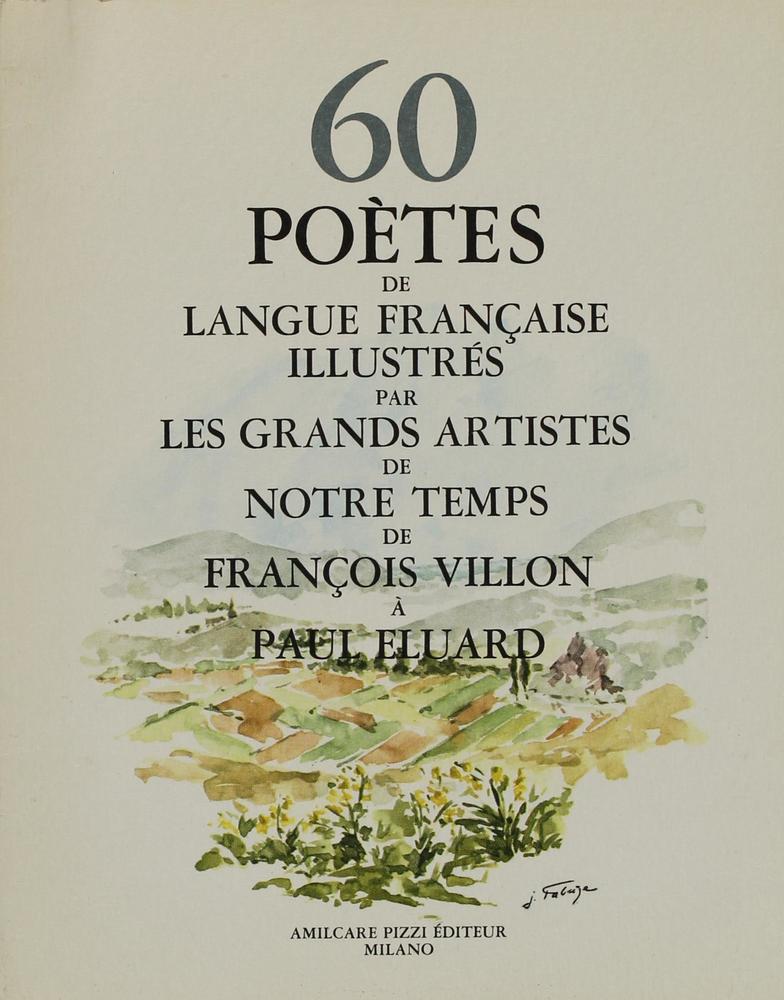 60
POÈTES
DE
LANGUE FRANÇAISE
ILLUSTRÉS
PAR
LES GRANDS ARTISTES
DE
NOTRE TEMPS
DE
FRANÇOIS VILLON
À
PAUL ELUARD
AMILCARE PIZZI ÉDITEUR
MILANO